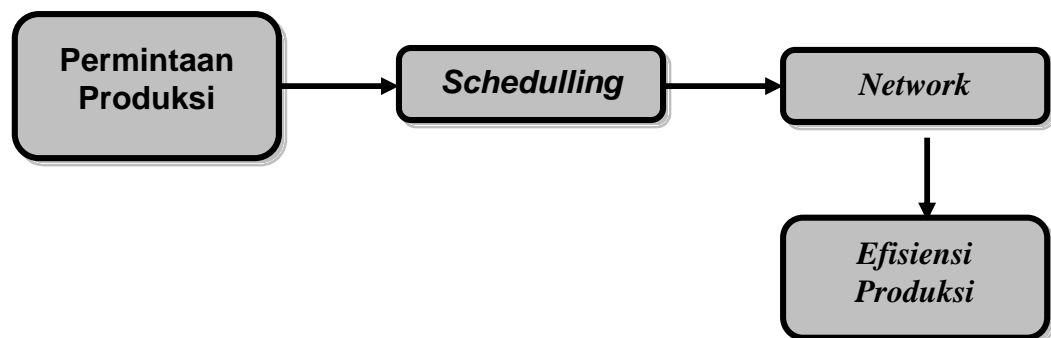 Permintaan
Produksi
Schedulling
Network
Efisiensi
Produksi